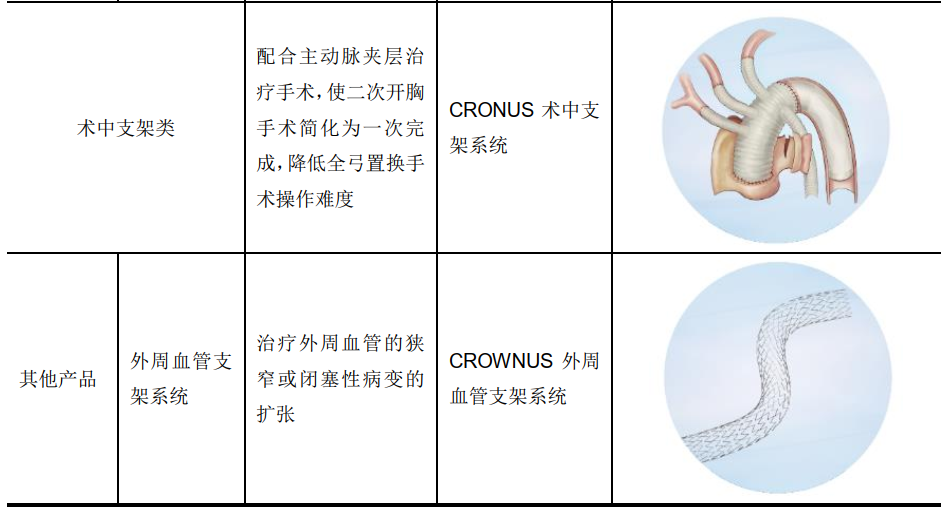 术中支架类
配合主动脉夹层治
疗手术，使二次开胸
手术简化为一次完
成，降低全弓置换手
术操作难度
CRONUS 术中支
架系统
其他产品
外周血管支
架系统
治疗外周血管的狭
窄或闭塞性病变的
扩张
CROWNUS 外周
血管支架系统